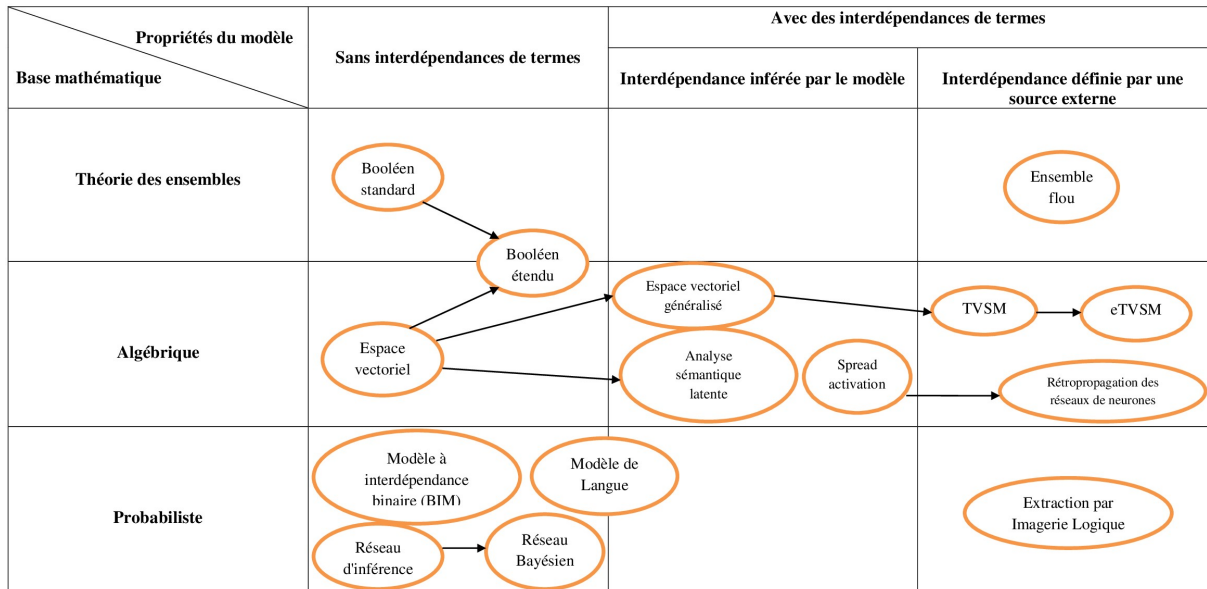 Propriétés du modèle
Base mathématique
Sans interdépendances de termes
Avec des interdépendances de termes
Interdépendance inférée par le modèle
Interdépendance définie par une
source externe
Théorie des ensembles
Booléen
standard
Ensemble
flou
Booléen
étendu
Algébrique
Espace
vectoriel
Espace vectoriel
généralisé
TVSM
eTVSM
Analyse
sémantique
latente
Spread
activation
Rétropropagation des
réseaux de neurones
Probabiliste
Modèle à
interdépendance
binaire (BIM)
Modèle de
Langue
Réseau
d'inférence
Réseau
Bayésien
Extraction par
Imagerie Logique